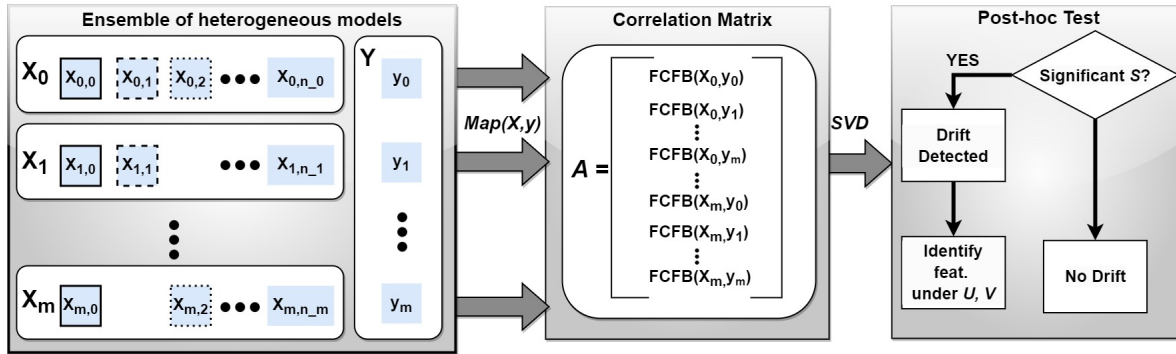 Ensemble of heterogeneous models
X0 X0,0 X0,1 X0,2 X0,n_0
Y
y0
X1 X1,0 X1,1 X1,n_1
y1
Xm Xm,0 Xm,2 Xm,n_m
ym
Map(X,y)
Correlation Matrix
A =
FCFB(X0,y0)
FCFB(X0,y1)
FCFB(X0,ym)
FCFB(Xm,y0)
FCFB(Xm,y1)
FCFB(Xm,ym)
SVD
Post-hoc Test
Significant S?
YES
Drift
Detected
Identify
feat.
under U, V
No Drift